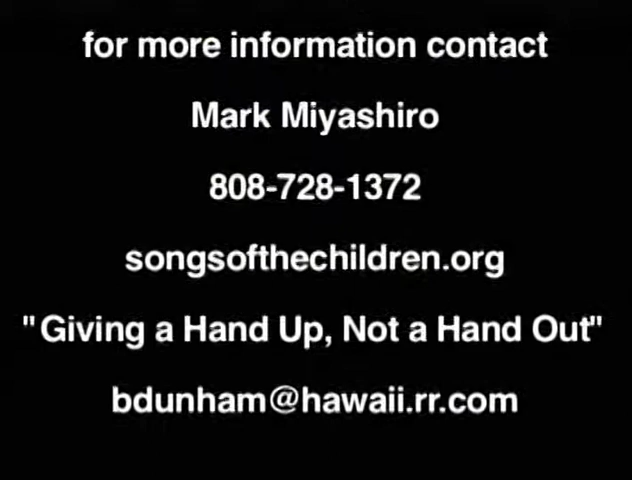 for more information contact
Mark Miyashiro
808-728-1372
songsofthechildren.org
"Giving a Hand Up, Not a Hand Out"
bdunham@hawaii.rr.com